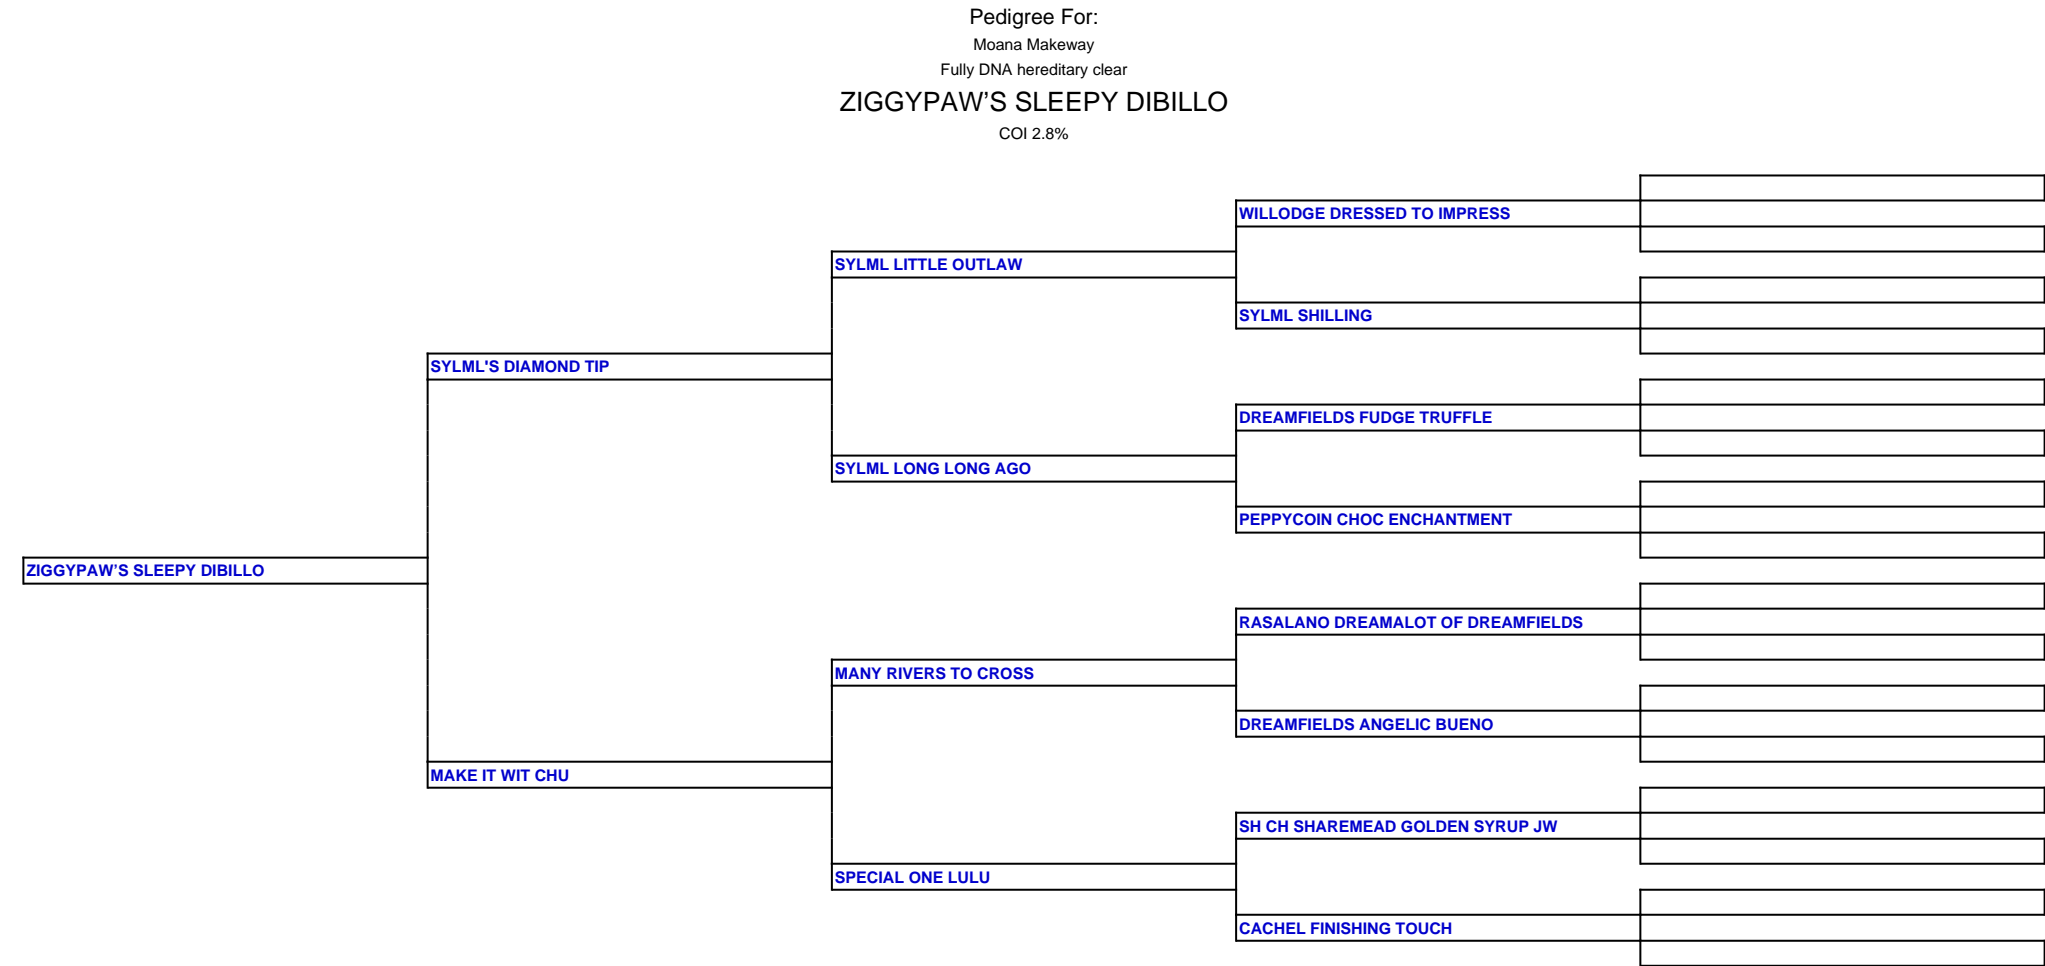 Pedigree For:
Moana Makeway
Fully DNA hereditary clear
ZIGGYPAW’S SLEEPY DIBILLO
COI 2.8%
WILLODGE DRESSED TO IMPRESS
SYLML LITTLE OUTLAW
SYLML SHILLING
SYLML'S DIAMOND TIP
DREAMFIELDS FUDGE TRUFFLE
SYLML LONG LONG AGO
PEPPYCOIN CHOC ENCHANTMENT
ZIGGYPAW’S SLEEPY DIBILLO
RASALANO DREAMALOT OF DREAMFIELDS
MANY RIVERS TO CROSS
DREAMFIELDS ANGELIC BUENO
MAKE IT WIT CHU
SH CH SHAREMEAD GOLDEN SYRUP JW
SPECIAL ONE LULU
CACHEL FINISHING TOUCH